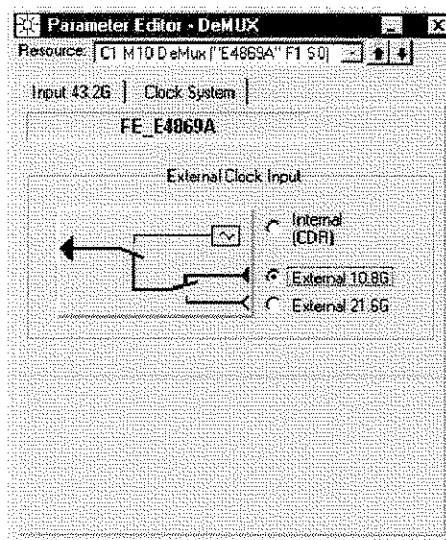 Parameter Editor - DeMUX
Resource: C1 M10 DeMux ("E4869A" F1 S0)
Input 43.2G Clock System
FE_E4869A
External Clock Input
Internal
(CDR)
External 10.8G
External 21.6G